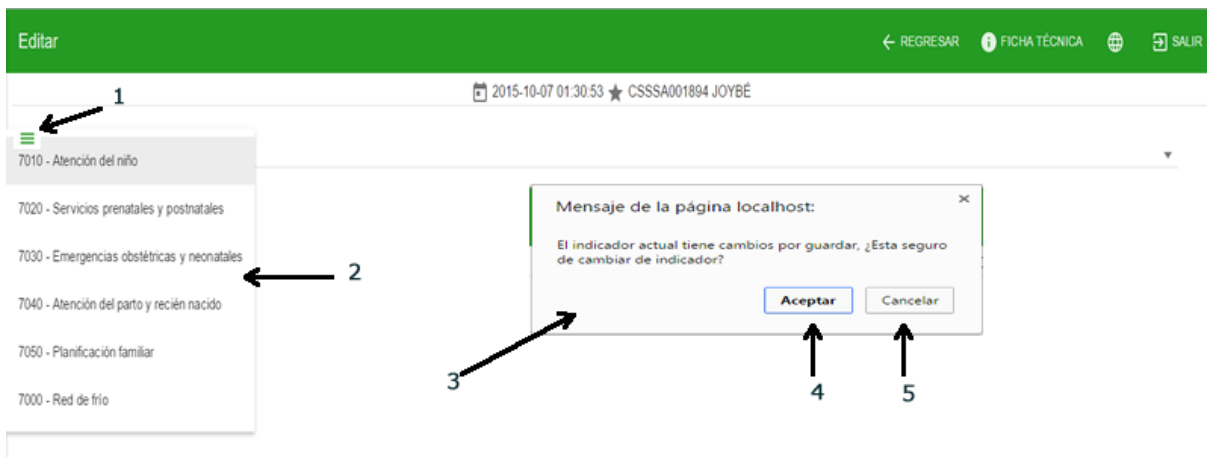 Editar
REGRESAR
FICHA TÉCNICA
SALIR
2015-10-07 01:30:53 ★ CSSSA001894 JOYBÉ
1
7010 - Atención del niño
7020 - Servicios prenatales y postnatales
7030 - Emergencias obstétricas y neonatales
7040 - Atención del parto y recién nacido
7050 - Planificación familiar
7000 - Red de frío
2
Mensaje de la página localhost:
El indicador actual tiene cambios por guardar, ¿Esta seguro
de cambiar de indicador?
Aceptar
Cancelar
3
4
5